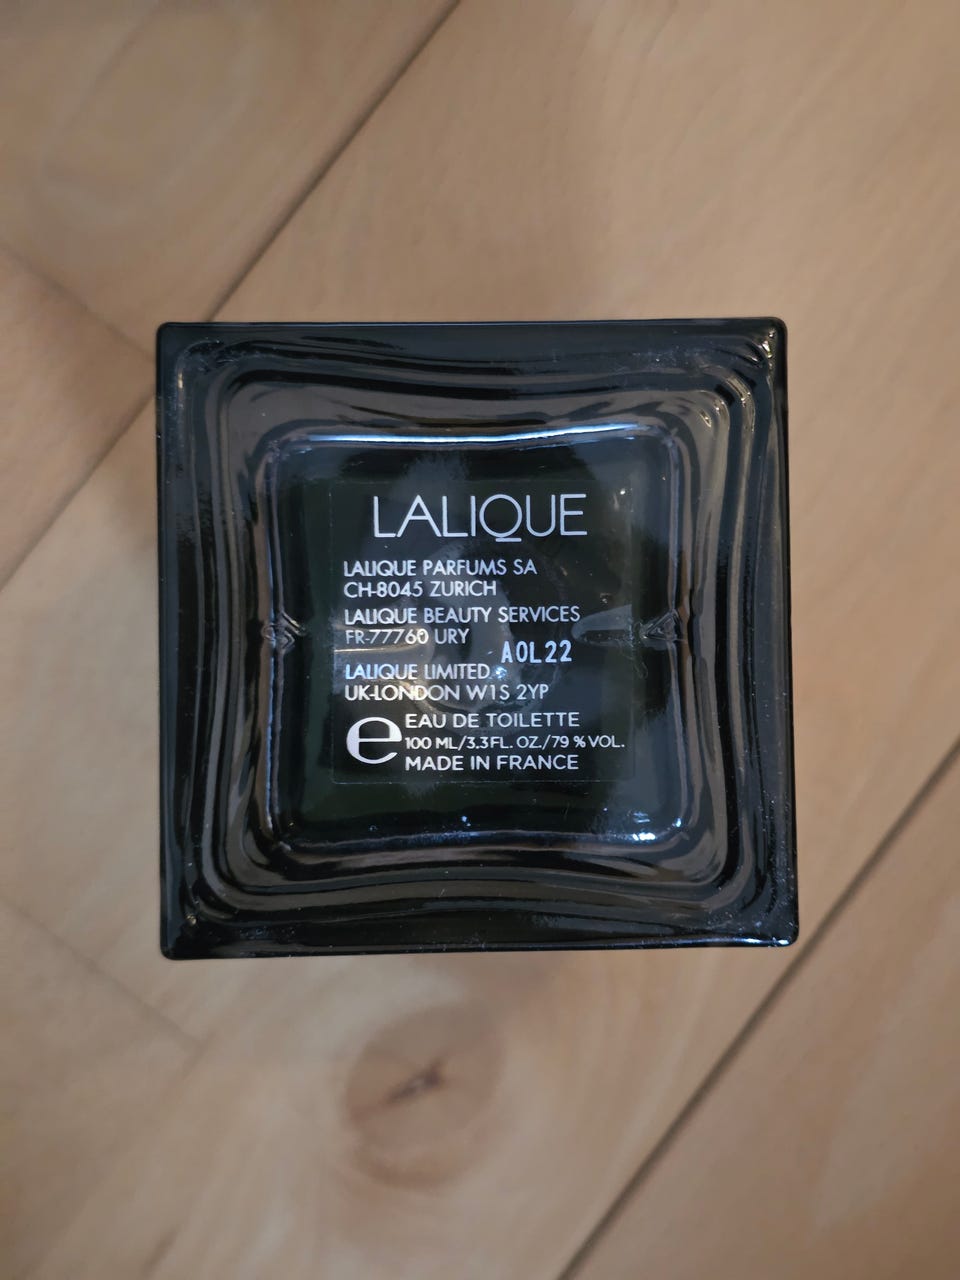 LALIQUE
LALIQUE PARFUMS SA
CH-8045 ZURICH
LALIQUE BEAUTY SERVICES
FR-77760 URY
A0L22
LALIQUE LIMITED
UK-LONDON W1S 2YP
e
EAU DE TOILETTE
100 ML/3.3FL. OZ./79 % VOL.
MADE IN FRANCE